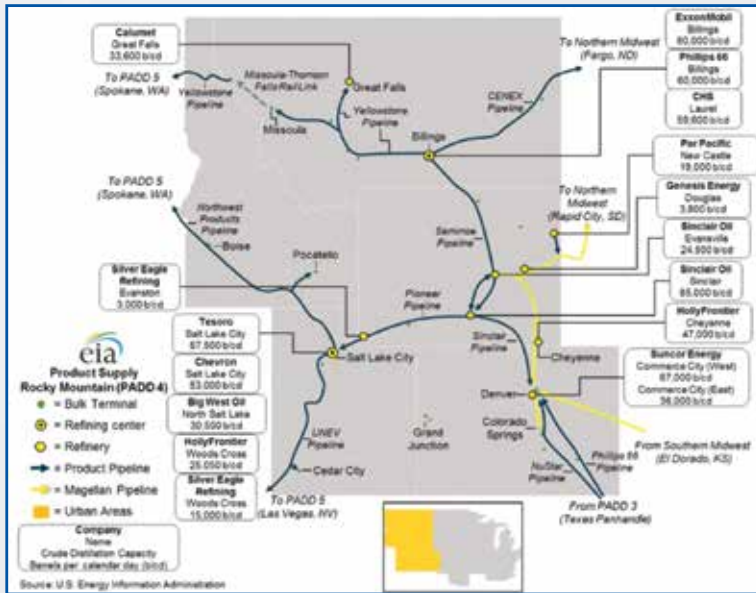 Calumet
Great Falls
33,600 b/cd
To PADD 5
(Spokane, WA)
Yellowstone
Pipeline
Missoula-Thomson
Falls Rail Link
Missoula
Great Falls
Yellowstone
Pipeline
Billings
CENEX
Pipeline
To Northern Midwest
(Fargo, ND)
ExxonMobil
Billings
60,000 b/cd
Phillips 66
Billings
60,000 b/cd
CHS
Laurel
59,600 b/cd
Par Pacific
New Castle
18,000 b/cd
Genesis Energy
Douglas
3,800 b/cd
Sinclair Oil
Evansville
24,500 b/cd
Sinclair Oil
Sinclair
85,000 b/cd
HollyFrontier
Cheyenne
47,000 b/cd
Suncor Energy
Commerce City (West)
67,000 b/cd
Commerce City (East)
36,000 b/cd
To PADD 5
(Spokane, WA)
Northwest
Products
Pipeline
Boise
Pocatello
Seminoe
Pipeline
To Northern
Midwest
(Rapid City, SD)
Silver Eagle
Refining
Evanston
3,000 b/cd
Pioneer
Pipeline
Sinclair
Pipeline
Cheyenne
Tesoro
Salt Lake City
57,500 b/cd
Chevron
Salt Lake City
53,000 b/cd
Big West Oil
North Salt Lake
30,500 b/cd
HollyFrontier
Woods Cross
25,050 b/cd
Silver Eagle
Refining
Woods Cross
15,000 b/cd
Salt Lake City
UNEV
Pipeline
Cedar City
To PADD 5
(Las Vegas, NV)
Grand
Junction
Denver
Colorado
Springs
NuStar
Pipeline
Phillips 66
Pipeline
From Southern Midwest
(El Dorado, KS)
From PADD 3
(Texas Panhandle)
eia
Product Supply
Rocky Mountain (PADD 4)
= Bulk Terminal
= Refining center
= Refinery
= Product Pipeline
= Magellan Pipeline
= Urban Areas
Company
Name
Crude Distillation Capacity
Barrels per calendar day (b/cd)
Source: U.S. Energy Information Administration